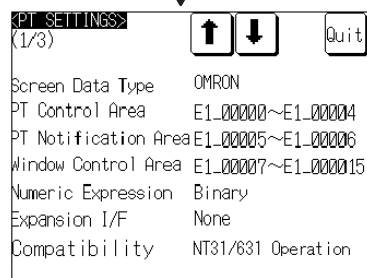 <PT SETTINGS>
(1/3)
Quit
Screen Data Type OMRON
PT Control Area E1_00000~E1_00004
PT Notification Area E1_00005~E1_00006
Window Control Area E1_00007~E1_000015
Numeric Expression Binary
Expansion I/F None
Compatibility NT31/631 Operation